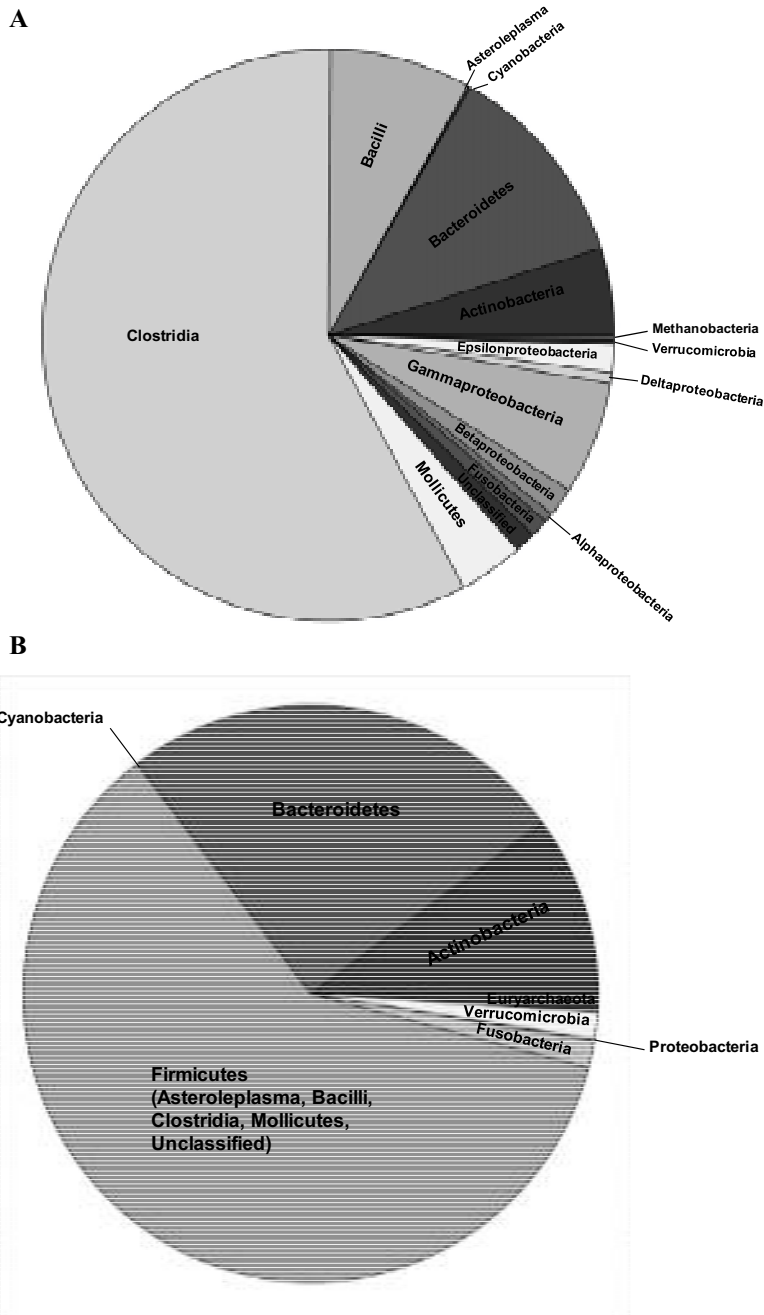 A
Asteroleplasma
Cyanobacteria
Bacilli
Bacteroidetes
Actinobacteria
Clostridia
Methanobacteria
Verrucomicrobia
Epsilonproteobacteria
Deltaproteobacteria
Gammaproteobacteria
Betaproteobacteria
Fusobacteria
Unclassified
Mollicutes
Alphaproteobacteria
B
Cyanobacteria
Bacteroidetes
Actinobacteria
Euryarchaeota
Verrucomicrobia
Fusobacteria
Proteobacteria
Firmicutes
(Asteroleplasma, Bacilli,
Clostridia, Mollicutes,
Unclassified)